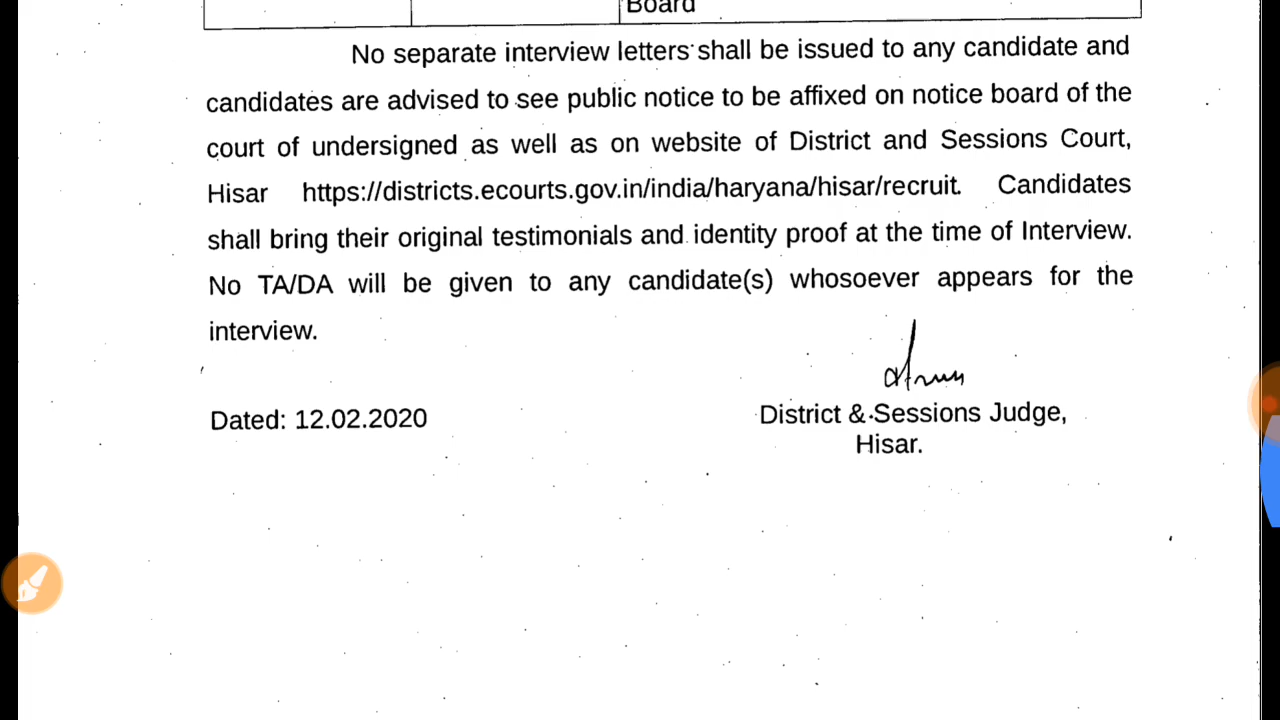 Board
No separate interview letters shall be issued to any candidate and
candidates are advised to see public notice to be affixed on notice board of the
court of undersigned as well as on website of District and Sessions Court,
Hisar https://districts.ecourts.gov.in/india/haryana/hisar/recruit. Candidates
shall bring their original testimonials and identity proof at the time of Interview.
No TA/DA will be given to any candidate(s) whosoever appears for the
interview.
Dated: 12.02.2020
District & Sessions Judge,
Hisar.